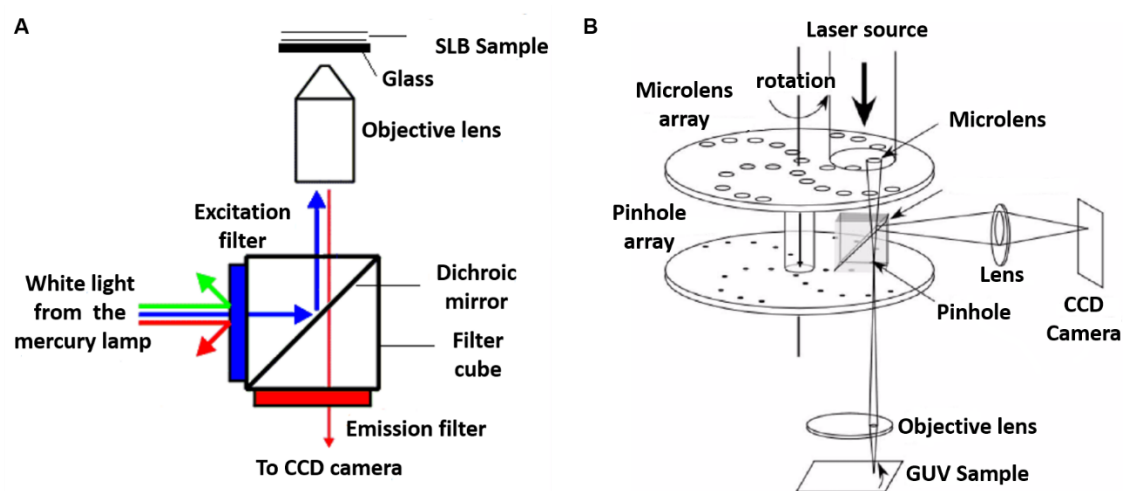 A
SLB Sample
Glass
Objective lens
Excitation
filter
White light
from the
mercury lamp
Dichroic
mirror
Filter
cube
Emission filter
To CCD camera
B
Laser source
rotation
Microlens
array
Microlens
Pinhole
array
Lens
Pinhole
CCD
Camera
Objective lens
GUV Sample